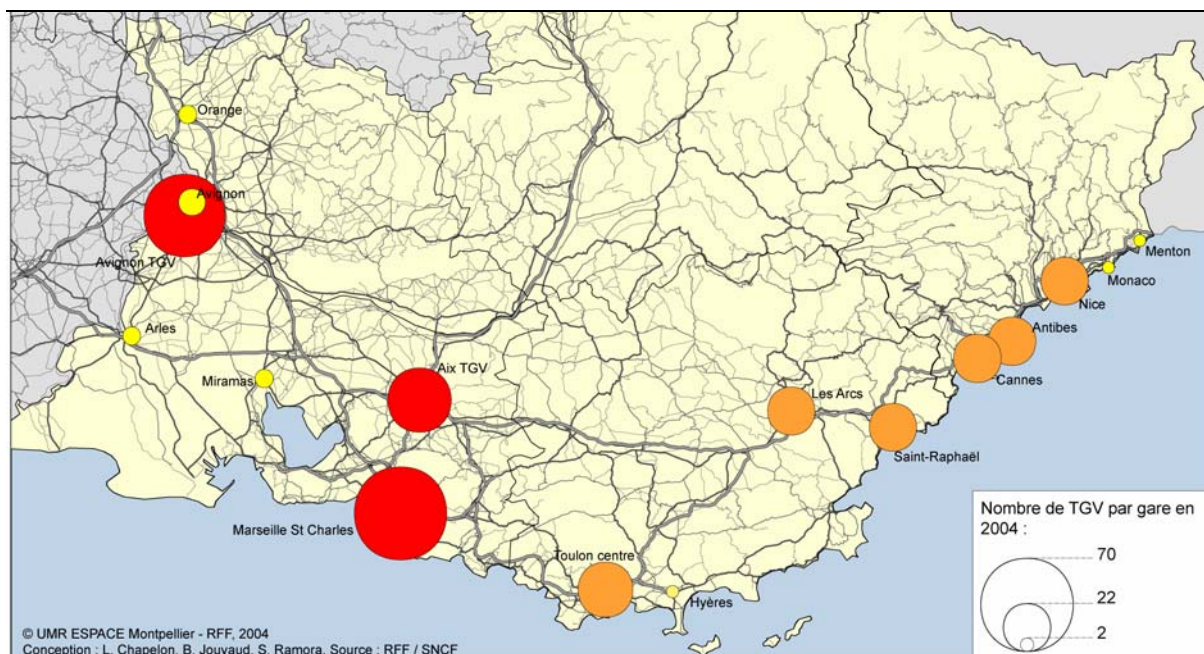 Orange
Avignon
Avignon TGV
Menton
Monaco
Nice
Arles
Antibes
Miramas
Aix TGV
Cannes
Les Arcs
Saint-Raphaël
Marseille St Charles
Toulon centre
Hyères
Nombre de TGV par gare en
2004 :
70
22
2
© UMR ESPACE Montpellier - RFF, 2004
Conception : L. Chapelon, B. Jouvaud, S. Ramora, Source : RFF / SNCF